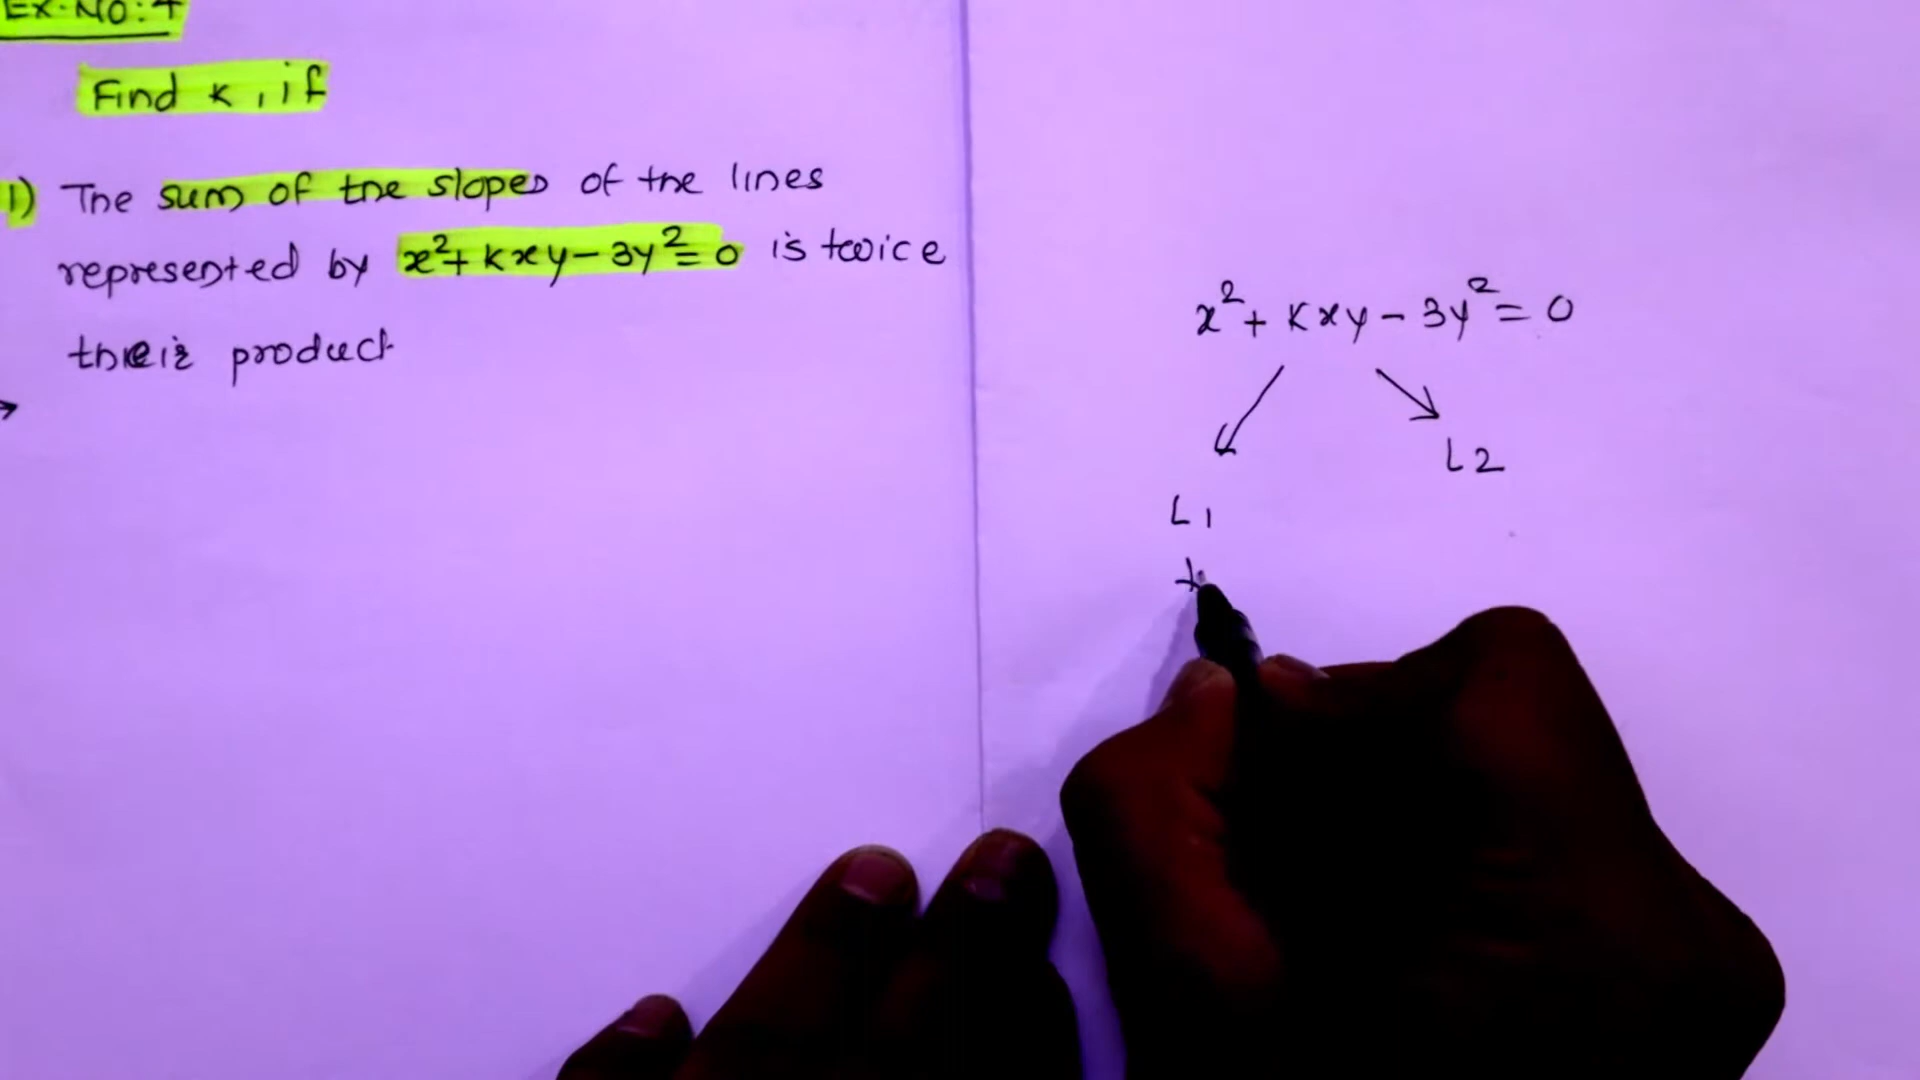 EX.NO:4
Find k, if
1) The sum of the slopes of the lines
represented by x²+kxy-3y²=0 is twice
their product
→
x²+kxy-3y²=0
L1
L2